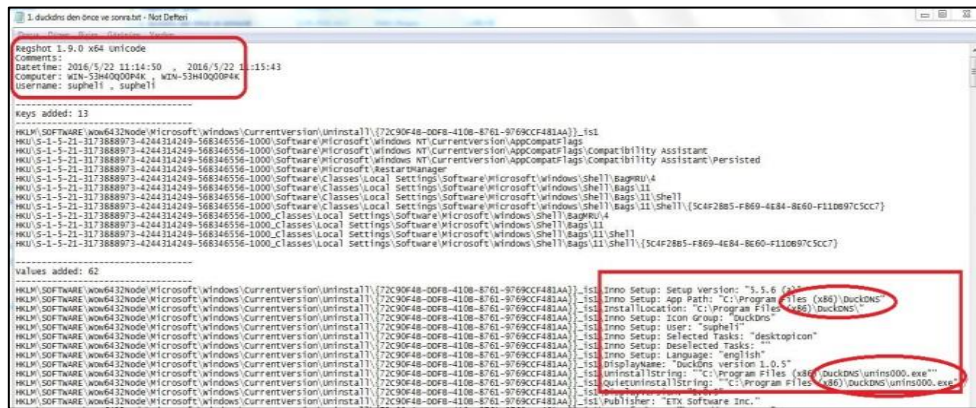 1. duckdns den önce ve sonra.txt - Not Defteri
Regshot 1.9.0 x64 Unicode
Comments:
Datetime: 2016/5/22 11:14:50 , 2016/5/22 11:15:43
Computer: WIN-53H40QD0P4K , WIN-53H40QD0P4K
Username: supheli , supheli
----------------------------------
Keys added: 13
----------------------------------
HKLM\SOFTWARE\Wow6432Node\Microsoft\Windows\CurrentVersion\Uninstall\{72C90F4B-DDFB-410B-8761-9769CCF481AA}}_is1
HKU\S-1-5-21-3173888973-4244314249-568346556-1000\Software\Microsoft\Windows NT\CurrentVersion\AppCompatFlags
HKU\S-1-5-21-3173888973-4244314249-568346556-1000\Software\Microsoft\Windows NT\CurrentVersion\AppCompatFlags\Compatibility Assistant
HKU\S-1-5-21-3173888973-4244314249-568346556-1000\Software\Microsoft\Windows NT\CurrentVersion\AppCompatFlags\Compatibility Assistant\Persisted
HKU\S-1-5-21-3173888973-4244314249-568346556-1000\Software\Microsoft\RestartManager
HKU\S-1-5-21-3173888973-4244314249-568346556-1000\Software\Classes\Local Settings\Software\Microsoft\Windows\Shell\BagMRU\4
HKU\S-1-5-21-3173888973-4244314249-568346556-1000\Software\Classes\Local Settings\Software\Microsoft\Windows\Shell\Bags\11
HKU\S-1-5-21-3173888973-4244314249-568346556-1000\Software\Classes\Local Settings\Software\Microsoft\Windows\Shell\Bags\11\Shell
HKU\S-1-5-21-3173888973-4244314249-568346556-1000\Software\Classes\Local Settings\Software\Microsoft\Windows\Shell\Bags\11\Shell\{5C4F28B5-F869-4E84-8E60-F11DB97C5CC7}
HKU\S-1-5-21-3173888973-4244314249-568346556-1000_Classes\Local Settings\Software\Microsoft\Windows\Shell\BagMRU\4
HKU\S-1-5-21-3173888973-4244314249-568346556-1000_Classes\Local Settings\Software\Microsoft\Windows\Shell\Bags\11
HKU\S-1-5-21-3173888973-4244314249-568346556-1000_Classes\Local Settings\Software\Microsoft\Windows\Shell\Bags\11\Shell
HKU\S-1-5-21-3173888973-4244314249-568346556-1000_Classes\Local Settings\Software\Microsoft\Windows\Shell\Bags\11\Shell\{5C4F28B5-F869-4E84-8E60-F11DB97C5CC7}
----------------------------------
Values added: 62
----------------------------------
HKLM\SOFTWARE\Wow6432Node\Microsoft\Windows\CurrentVersion\Uninstall\{72C90F4B-DDFB-410B-8761-9769CCF481AA}}_is1\Inno Setup: Setup Version: "5.5.6 (a)"
HKLM\SOFTWARE\Wow6432Node\Microsoft\Windows\CurrentVersion\Uninstall\{72C90F4B-DDFB-410B-8761-9769CCF481AA}}_is1\Inno Setup: App Path: "C:\Program Files (x86)\DuckDNS"
HKLM\SOFTWARE\Wow6432Node\Microsoft\Windows\CurrentVersion\Uninstall\{72C90F4B-DDFB-410B-8761-9769CCF481AA}}_is1\InstallLocation: "C:\Program Files (x86)\DuckDNS\"
HKLM\SOFTWARE\Wow6432Node\Microsoft\Windows\CurrentVersion\Uninstall\{72C90F4B-DDFB-410B-8761-9769CCF481AA}}_is1\Inno Setup: Icon Group: "DuckDns"
HKLM\SOFTWARE\Wow6432Node\Microsoft\Windows\CurrentVersion\Uninstall\{72C90F4B-DDFB-410B-8761-9769CCF481AA}}_is1\Inno Setup: User: "supheli"
HKLM\SOFTWARE\Wow6432Node\Microsoft\Windows\CurrentVersion\Uninstall\{72C90F4B-DDFB-410B-8761-9769CCF481AA}}_is1\Inno Setup: Selected Tasks: "desktopicon"
HKLM\SOFTWARE\Wow6432Node\Microsoft\Windows\CurrentVersion\Uninstall\{72C90F4B-DDFB-410B-8761-9769CCF481AA}}_is1\Inno Setup: Deselected Tasks: ""
HKLM\SOFTWARE\Wow6432Node\Microsoft\Windows\CurrentVersion\Uninstall\{72C90F4B-DDFB-410B-8761-9769CCF481AA}}_is1\Inno Setup: Language: "english"
HKLM\SOFTWARE\Wow6432Node\Microsoft\Windows\CurrentVersion\Uninstall\{72C90F4B-DDFB-410B-8761-9769CCF481AA}}_is1\DisplayName: "DuckDns version 1.0.5"
HKLM\SOFTWARE\Wow6432Node\Microsoft\Windows\CurrentVersion\Uninstall\{72C90F4B-DDFB-410B-8761-9769CCF481AA}}_is1\UninstallString: ""C:\Program Files (x86)\DuckDNS\unins000.exe""
HKLM\SOFTWARE\Wow6432Node\Microsoft\Windows\CurrentVersion\Uninstall\{72C90F4B-DDFB-410B-8761-9769CCF481AA}}_is1\QuietUninstallString: ""C:\Program Files (x86)\DuckDNS\unins000.exe"
HKLM\SOFTWARE\Wow6432Node\Microsoft\Windows\CurrentVersion\Uninstall\{72C90F4B-DDFB-410B-8761-9769CCF481AA}}_is1\Publisher: "ETX Software Inc."